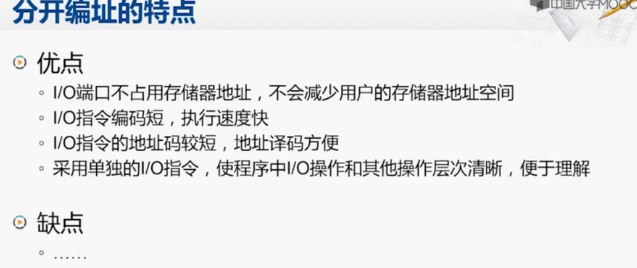 分开编址的特点
中国大学MOOC
优点
I/O端口不占用存储器地址，不会减少用户的存储器地址空间
I/O指令编码短，执行速度快
I/O指令的地址码较短，地址译码方便
采用单独的I/O指令，使程序中I/O操作和其他操作层次清晰，便于理解
缺点
……